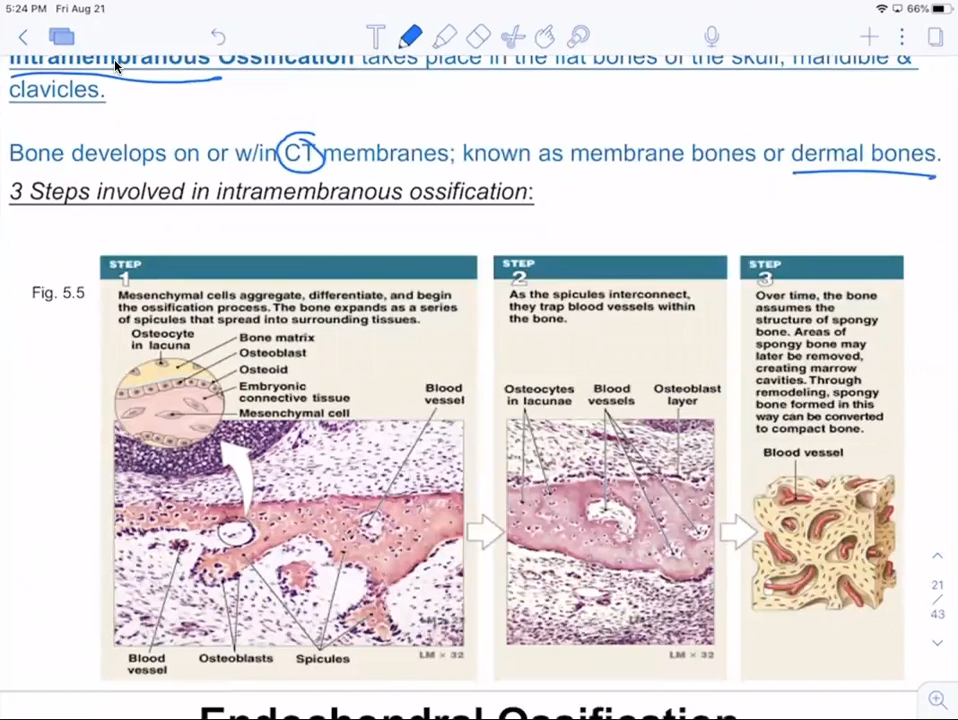 5:24 PM Fri Aug 21
66%
Intramembranous Ossification takes place in the flat bones of the skull, mandible &
clavicles.
Bone develops on or w/in CT membranes; known as membrane bones or dermal bones.
3 Steps involved in intramembranous ossification:
Fig. 5.5
STEP
1
Mesenchymal cells aggregate, differentiate, and begin
the ossification process. The bone expands as a series
of spicules that spread into surrounding tissues.
Osteocyte
in lacuna
Bone matrix
Osteoblast
Osteoid
Embryonic
connective tissue
Mesenchymal cell
Blood
vessel
Blood
vessel
Osteoblasts
Spicules
LM × 32
STEP
2
As the spicules interconnect,
they trap blood vessels within
the bone.
Osteocytes
in lacunae
Blood
vessels
Osteoblast
layer
LM × 32
STEP
3
Over time, the bone
assumes the
structure of spongy
bone. Areas of
spongy bone may
later be removed,
creating marrow
cavities. Through
remodeling, spongy
bone formed in this
way can be converted
to compact bone.
Blood vessel
21
/
43
Endochondral Ossification